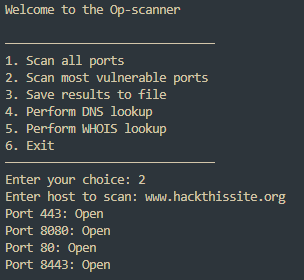 Welcome to the Op-scanner
1. Scan all ports
2. Scan most vulnerable ports
3. Save results to file
4. Perform DNS lookup
5. Perform WHOIS lookup
6. Exit
Enter your choice: 2
Enter host to scan: www.hackthissite.org
Port 443: Open
Port 8080: Open
Port 80: Open
Port 8443: Open